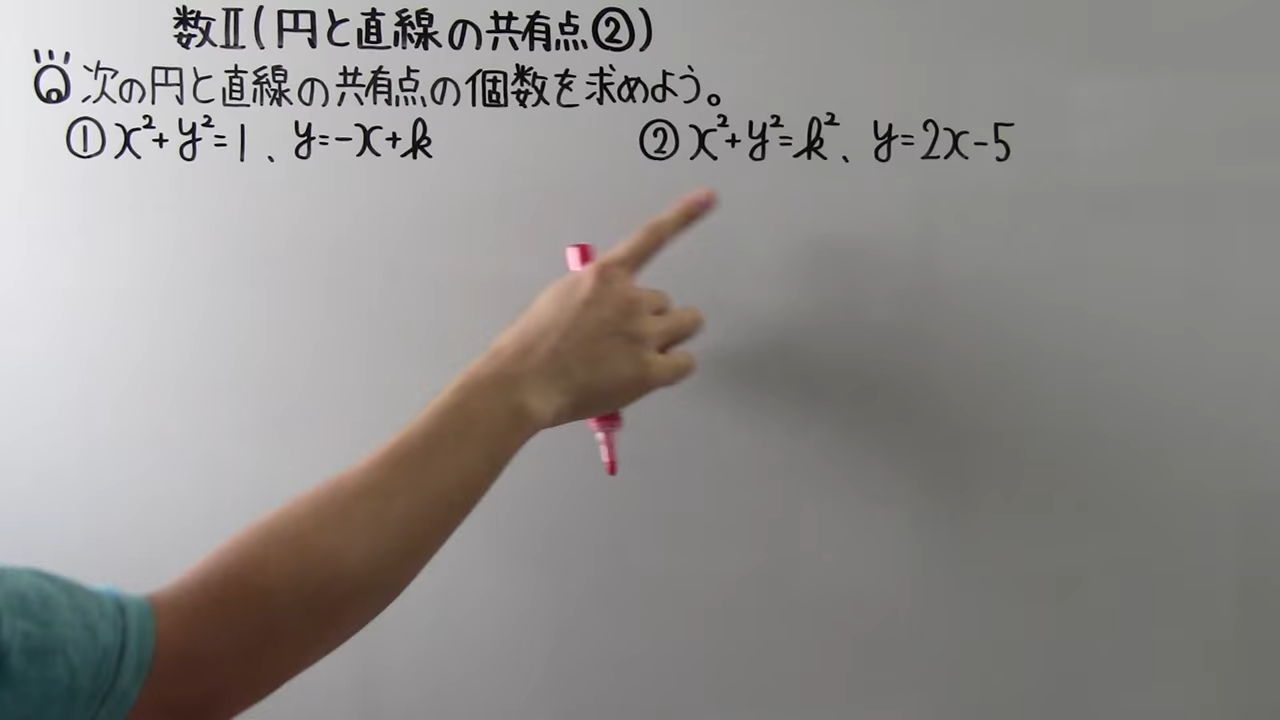 数Ⅱ(円と直線の共有点②)
次の円と直線の共有点の個数を求めよう。
① x²+y²=1、y=-x+k
② x²+y²=k²、y=2x-5